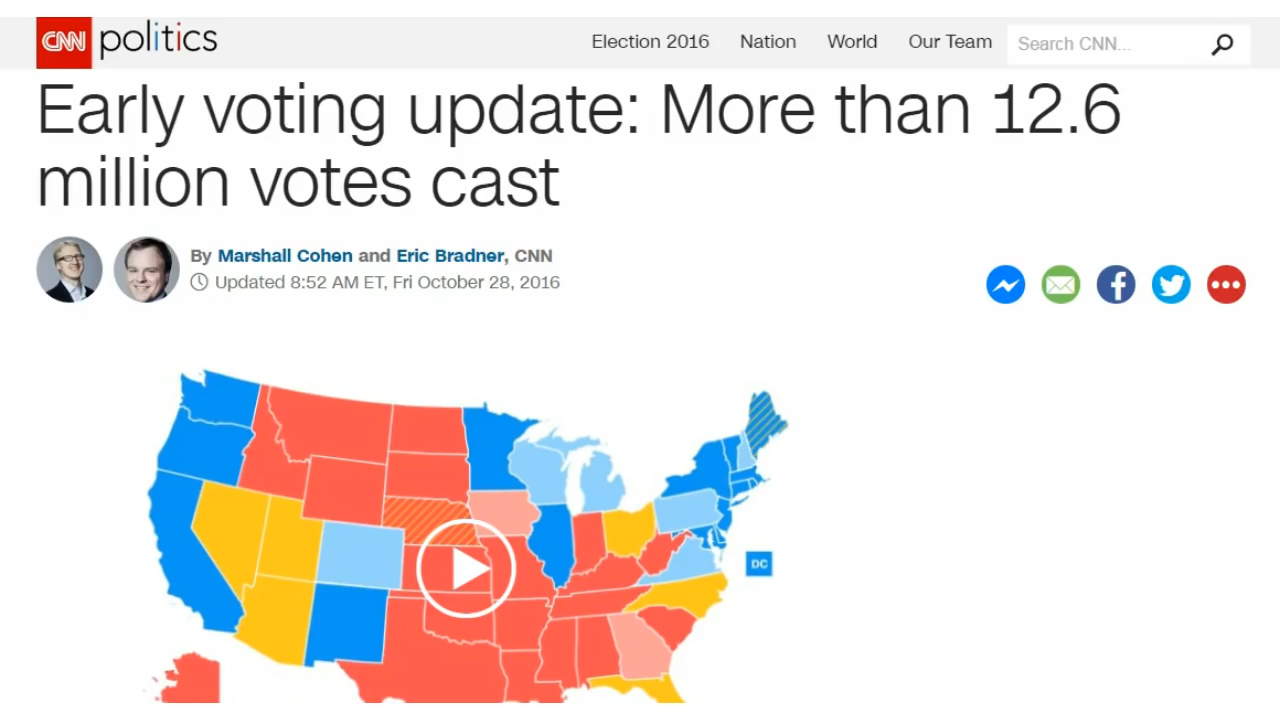 CNN politics
Election 2016 Nation World Our Team Search CNN...
Early voting update: More than 12.6
million votes cast
By Marshall Cohen and Eric Bradner, CNN
Updated 8:52 AM ET, Fri October 28, 2016
DC